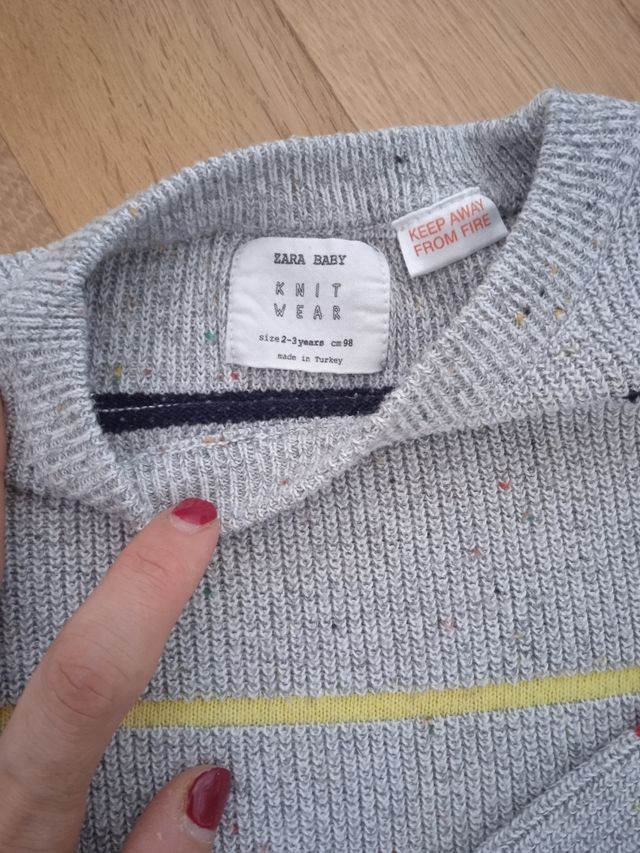 ZARA BABY
KNIT
WEAR
size 2-3 years cm 98
made in Turkey
KEEP AWAY
FROM FIRE